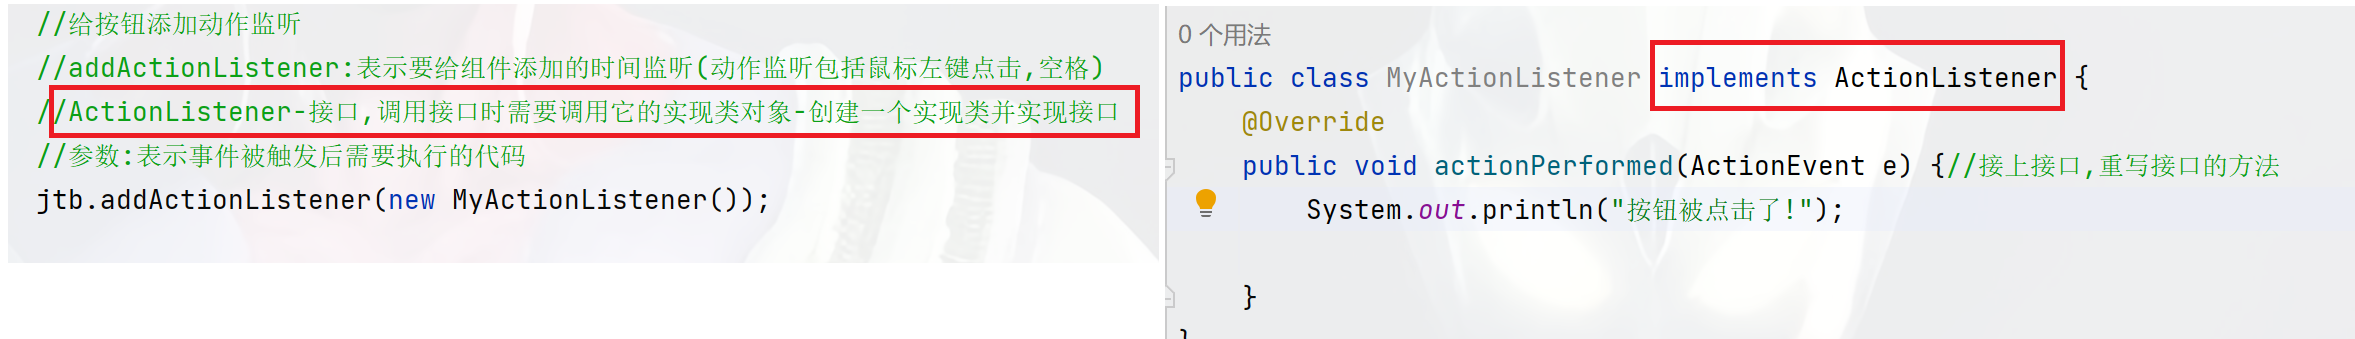 //给按钮添加动作监听
//addActionListener:表示要给组件添加的时间监听(动作监听包括鼠标左键点击,空格)
//ActionListener-接口,调用接口时需要调用它的实现类对象-创建一个实现类并实现接口
//参数:表示事件被触发后需要执行的代码
jtb.addActionListener(new MyActionListener());
0 个用法
public class MyActionListener implements ActionListener {
@Override
public void actionPerformed(ActionEvent e) {//接上接口,重写接口的方法
System.out.println("按钮被点击了!");
}
}